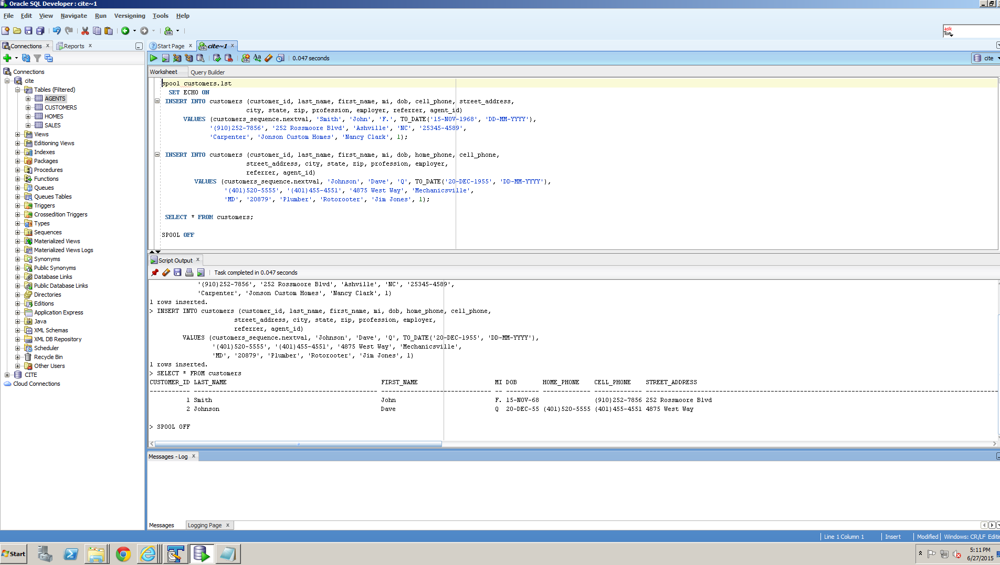 Oracle SQL Developer : cite~1
File Edit View Navigate Run Versioning Tools Help
ask
Tom
Connections x Reports x
Start Page x cite~1 x
0.047 seconds
cite
Worksheet Query Builder
Connections
cite
Tables (Filtered)
AGENTS
CUSTOMERS
HOMES
SALES
Views
Editioning Views
Indexes
Packages
Procedures
Functions
Queues
Queues Tables
Triggers
Crossedition Triggers
Types
Sequences
Materialized Views
Materialized Views Logs
Synonyms
Public Synonyms
Database Links
Public Database Links
Directories
Editions
Application Express
Java
XML Schemas
XML DB Repository
Scheduler
Recycle Bin
Other Users
CITE
Cloud Connections
spool customers.lst
SET ECHO ON
INSERT INTO customers (customer_id, last_name, first_name, mi, dob, cell_phone, street_address,
city, state, zip, profession, employer, referrer, agent_id)
VALUES (customers_sequence.nextval, 'Smith', 'John', 'F.', TO_DATE('15-NOV-1968', 'DD-MM-YYYY'),
'(910)252-7856', '252 Rossmoore Blvd', 'Ashville', 'NC', '25345-4589',
'Carpenter', 'Jonson Custom Homes', 'Nancy Clark', 1);
INSERT INTO customers (customer_id, last_name, first_name, mi, dob, home_phone, cell_phone,
street_address, city, state, zip, profession, employer,
referrer, agent_id)
VALUES (customers_sequence.nextval, 'Johnson', 'Dave', 'Q', TO_DATE('20-DEC-1955', 'DD-MM-YYYY'),
'(401)520-5555', '(401)455-4551', '4875 West Way', 'Mechanicsville',
'MD', '20879', 'Plumber', 'Rotorooter', 'Jim Jones', 1);
SELECT * FROM customers;
SPOOL OFF
Script Output x
Task completed in 0.047 seconds
'(910)252-7856', '252 Rossmoore Blvd', 'Ashville', 'NC', '25345-4589',
'Carpenter', 'Jonson Custom Homes', 'Nancy Clark', 1)
1 rows inserted.
> INSERT INTO customers (customer_id, last_name, first_name, mi, dob, home_phone, cell_phone,
street_address, city, state, zip, profession, employer,
referrer, agent_id)
VALUES (customers_sequence.nextval, 'Johnson', 'Dave', 'Q', TO_DATE('20-DEC-1955', 'DD-MM-YYYY'),
'(401)520-5555', '(401)455-4551', '4875 West Way', 'Mechanicsville',
'MD', '20879', 'Plumber', 'Rotorooter', 'Jim Jones', 1)
1 rows inserted.
> SELECT * FROM customers
CUSTOMER_ID LAST_NAME FIRST_NAME MI DOB HOME_PHONE CELL_PHONE STREET_ADDRESS
1 Smith John F. 15-NOV-68 (910)252-7856 252 Rossmoore Blvd
2 Johnson Dave Q 20-DEC-55 (401)520-5555 (401)455-4551 4875 West Way
> SPOOL OFF
Messages - Log x
Messages Logging Page x
Line 1 Column 1 Insert Modified Windows: CR/LF Editin
Start
5:11 PM
6/27/2015